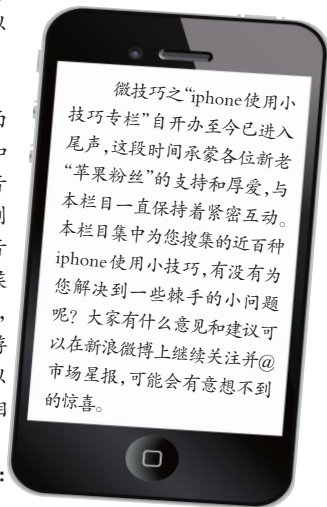 微技巧之“iphone使用小
技巧专栏”自开办至今已进入
尾声,这段时间承蒙各位新老
“苹果粉丝”的支持和厚爱,与
本栏目一直保持着紧密互动。
本栏目集中为您搜集的近百种
iphone使用小技巧,有没有为
您解决到一些棘手的小问题
呢？大家有什么意见和建议可
以在新浪微博上继续关注并@
市场星报,可能会有意想不到
的惊喜。